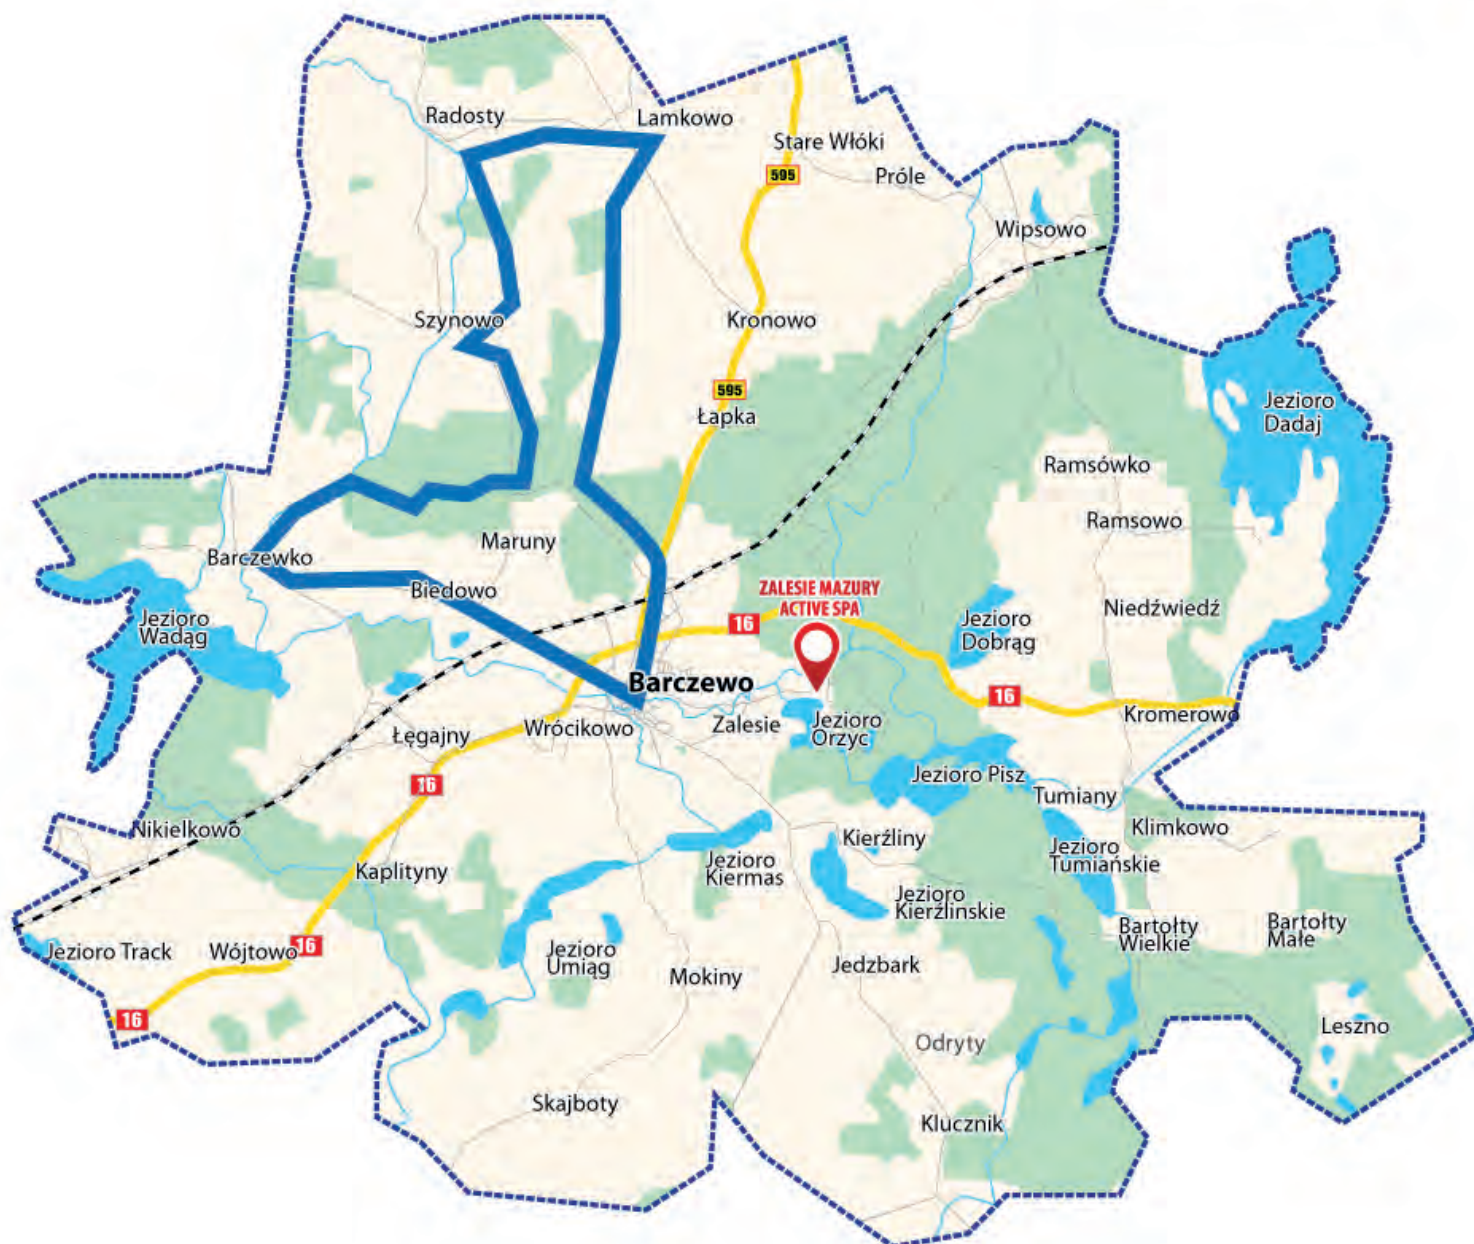 Radosty
Lamkowo
Stare Włóki
595
Próle
Wipsowo
Szynowo
Kronowo
595
Łapka
Jezioro
Dadaj
Ramsówko
Ramsowo
Maruny
Barczewko
Biedowo
ZALESIE MAZURY
ACTIVE SPA
Niedźwiedź
Jezioro
Wadąg
16
Jezioro
Dobrąg
Barczewo
16
Kromerowo
Wrócikowo
Zalesie
Jezioro
Orzyc
Łęgajny
16
Jezioro Pisz
Tumiany
Nikielkowo
Kierźliny
Klimkowo
Jezioro
Tumiańskie
Kaplityny
Jezioro
Kiermas
Jezioro
Kierźlinskie
Bartołty
Wielkie
Bartołty
Małe
Jezioro Track
Wójtowo
16
Jezioro
Umiąg
Mokiny
Jedzbark
16
Leszno
Odryty
Skajboty
Klucznik